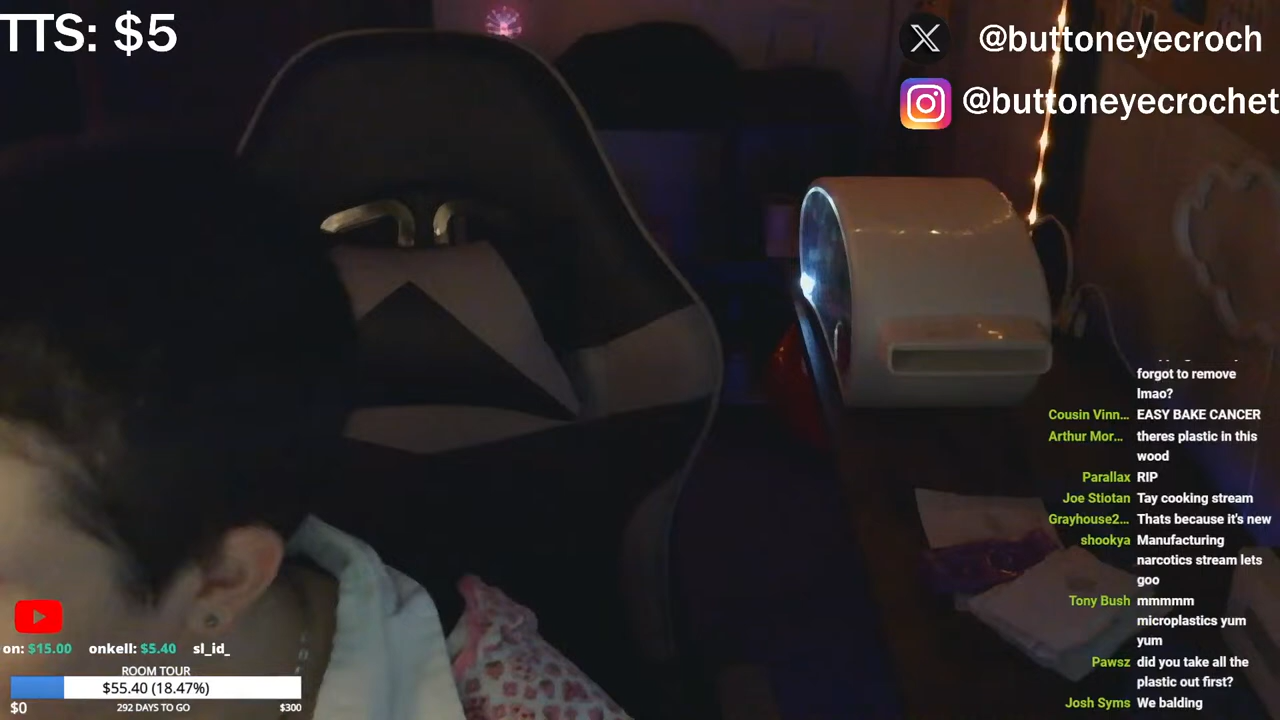 TTS: $5
@buttoneyecroch
@buttoneyecrochet
forgot to remove
lmao?
Cousin Vinn… EASY BAKE CANCER
Arthur Mor… theres plastic in this
wood
Parallax RIP
Joe Stiotan Tay cooking stream
Grayhouse2… Thats because it's new
shookya Manufacturing
narcotics stream lets
goo
Tony Bush mmmmm
microplastics yum
yum
Pawsz did you take all the
plastic out first?
Josh Syms We balding
on: $15.00 onkell: $5.40 sl_id_
ROOM TOUR
$55.40 (18.47%)
$0 292 DAYS TO GO $300